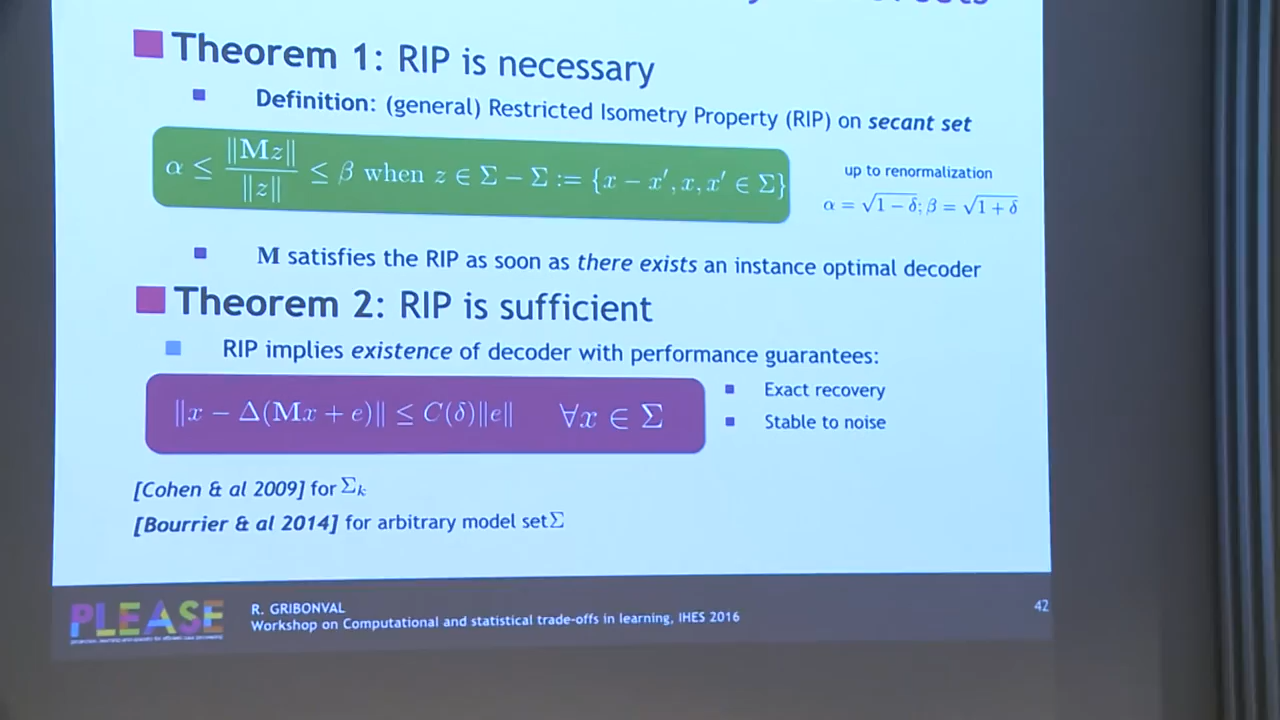 Theorem 1: RIP is necessary
Definition: (general) Restricted Isometry Property (RIP) on secant set
α ≤ ‖Mz‖ / ‖z‖ ≤ β when z ∈ Σ − Σ := {x − x′, x, x′ ∈ Σ}
up to renormalization
α = √1 − δ; β = √1 + δ
M satisfies the RIP as soon as there exists an instance optimal decoder
Theorem 2: RIP is sufficient
RIP implies existence of decoder with performance guarantees:
‖x − Δ(Mx + e)‖ ≤ C(δ)‖e‖ ∀x ∈ Σ
Exact recovery
Stable to noise
[Cohen & al 2009] for Σk
[Bourrier & al 2014] for arbitrary model set Σ
PLEASE
R. GRIBONVAL
Workshop on Computational and statistical trade-offs in learning, IHES 2016
42